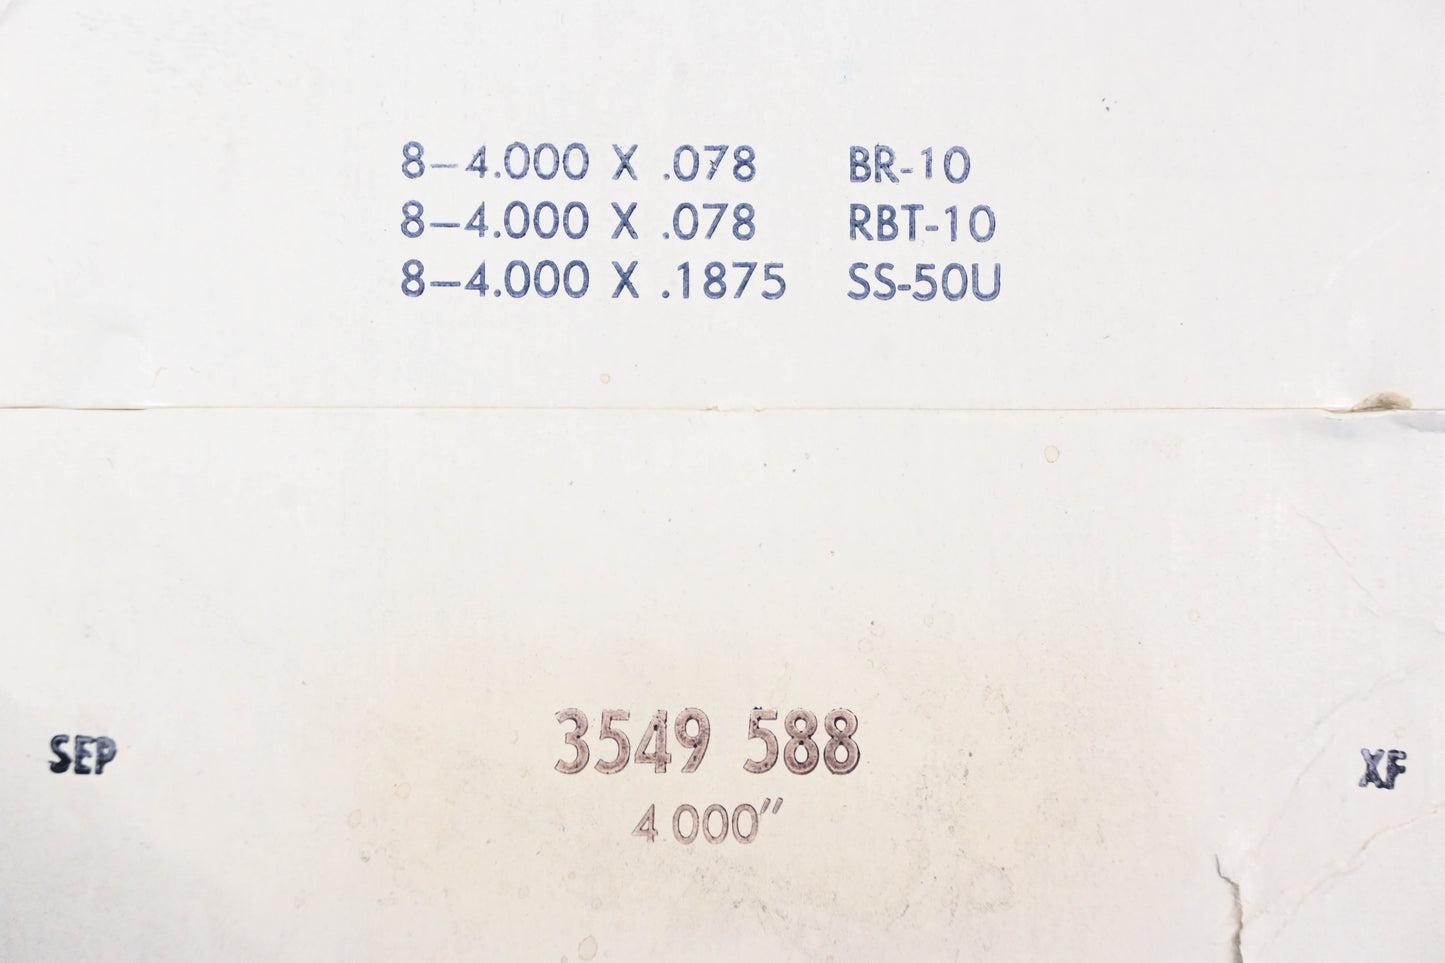 8–4.000 X .078 BR-10
8–4.000 X .078 RBT-10
8–4.000 X .1875 SS-50U
SEP 3549 588 XF
4 000"